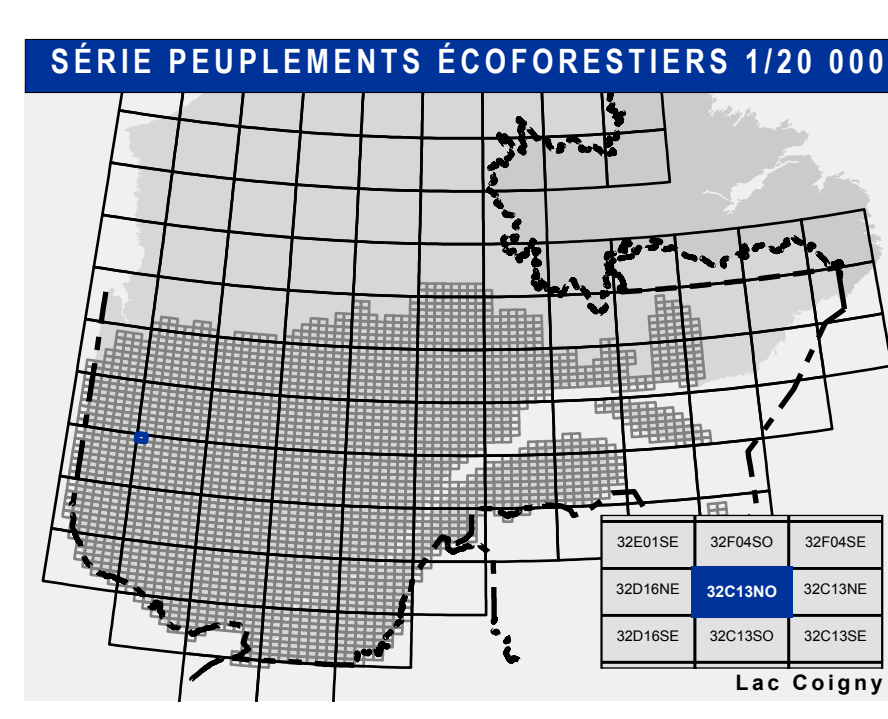 SÉRIE PEUPLEMENTS ÉCOFORESTIERS 1/20 000
32E01SE 32F04SO 32F04SE
32D16NE 32C13NO 32C13NE
32D16SE 32C13SO 32C13SE
Lac Coigny